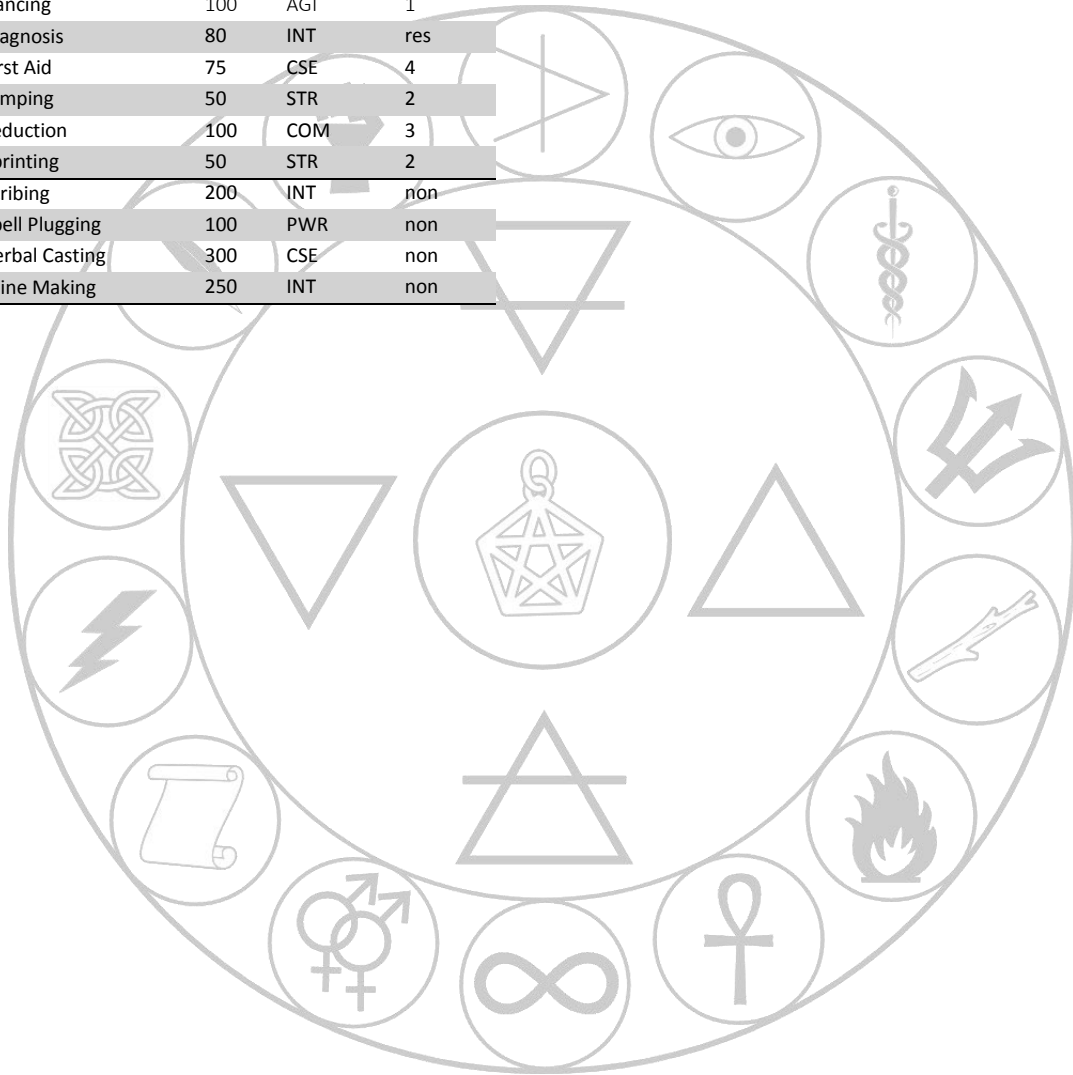 ancing 100 AGI 1
agnosis 80 INT res
rst Aid 75 CSE 4
mping 50 STR 2
eduction 100 COM 3
printing 50 STR 2
ribing 200 INT non
pell Plugging 100 PWR non
erbal Casting 300 CSE non
ine Making 250 INT non